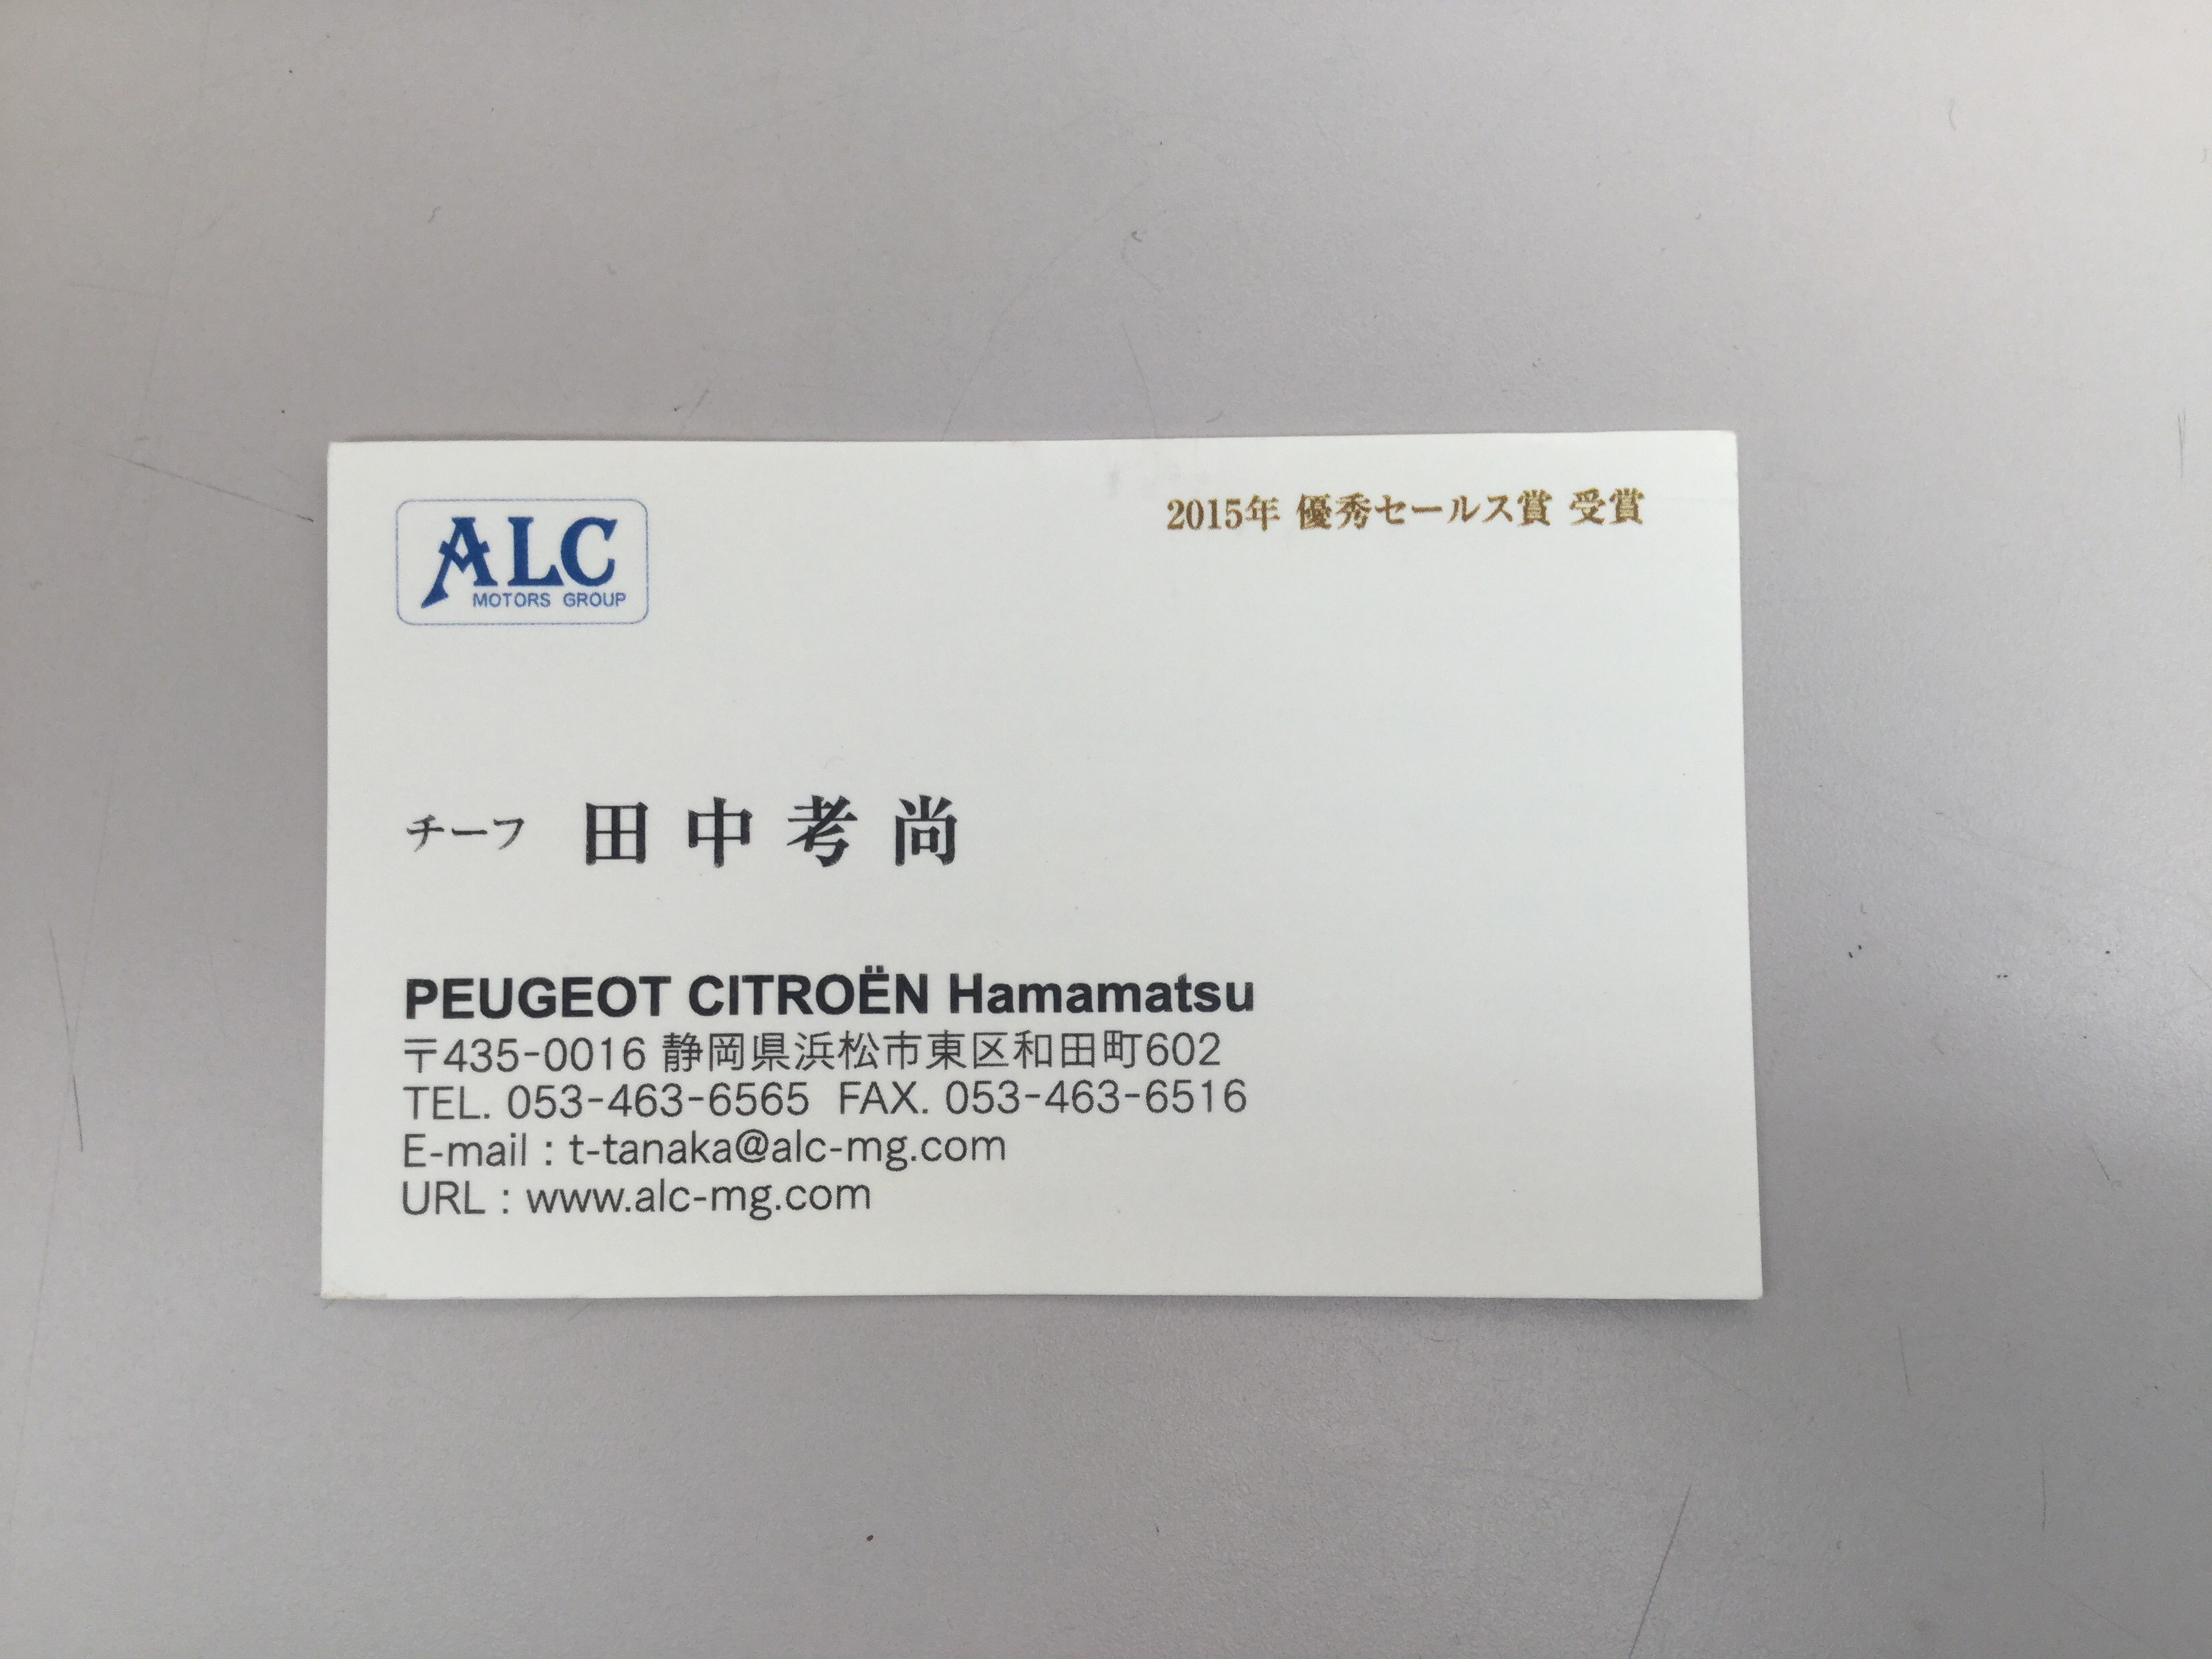 ALC
MOTORS GROUP
2015年 優秀セールス賞 受賞
チーフ 田中考尚
PEUGEOT CITROËN Hamamatsu
〒435-0016 静岡県浜松市東区和田町602
TEL. 053-463-6565 FAX. 053-463-6516
E-mail : t-tanaka@alc-mg.com
URL : www.alc-mg.com